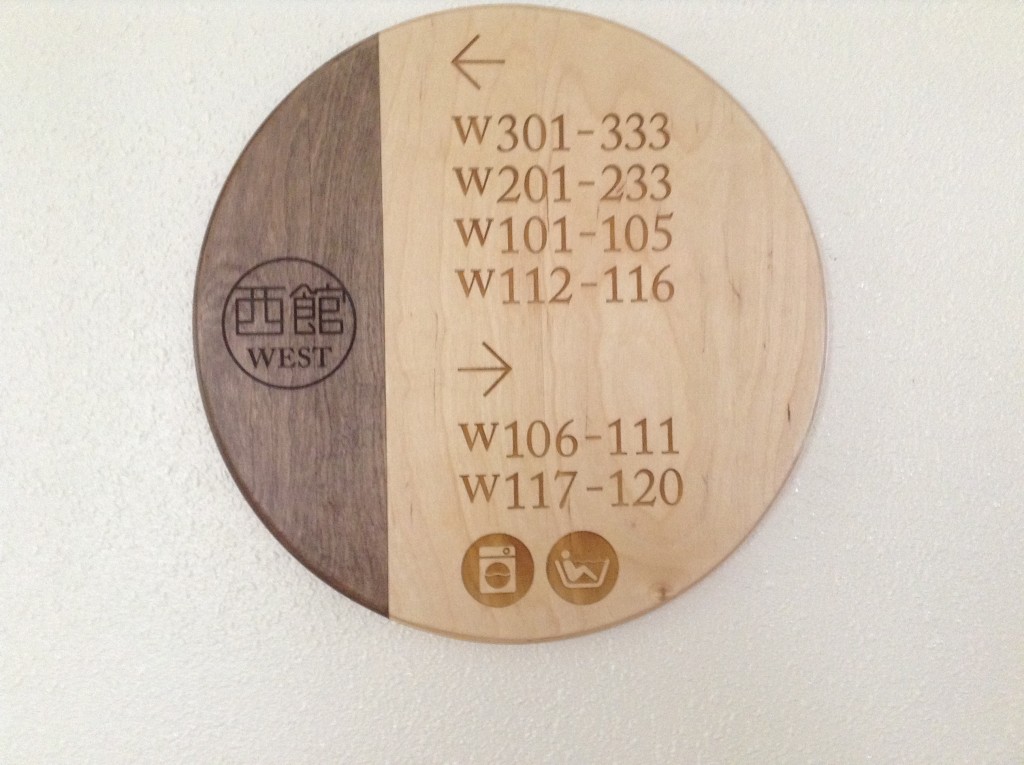 西館
WEST
←
W301-333
W201-233
W101-105
W112-116
→
W106-111
W117-120